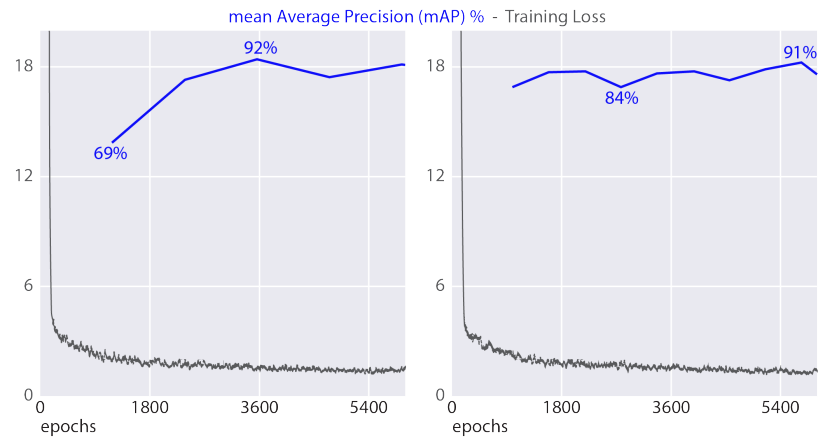 mean Average Precision (mAP) % - Training Loss
92%
69%
18
12
6
0
0 1800 3600 5400
epochs
91%
84%
18
12
6
0
0 1800 3600 5400
epochs